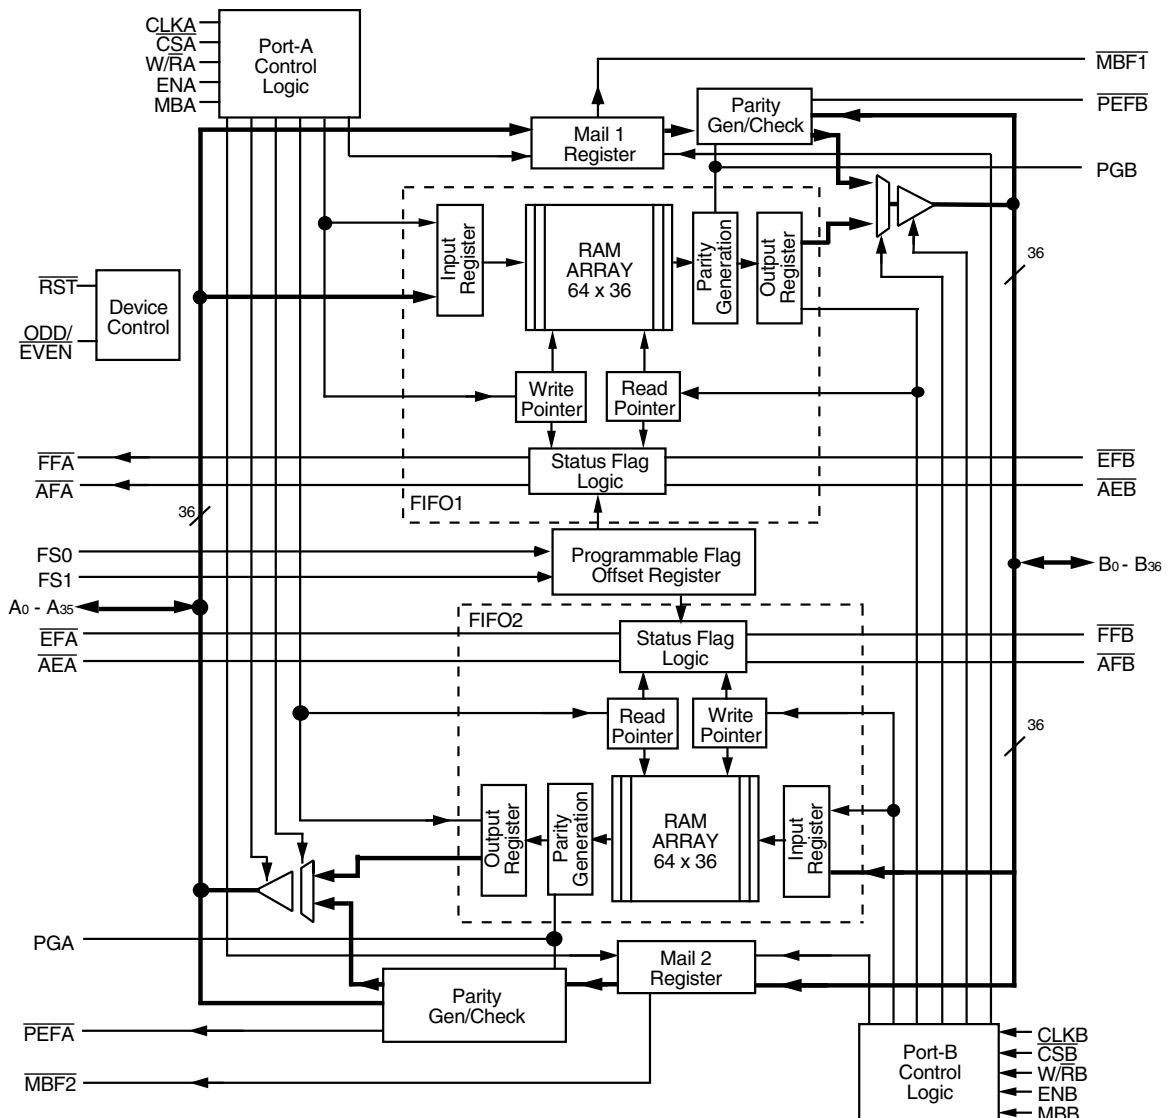 CLKA
CSA
W/RA
ENA
MBA
Port-A
Control
Logic
MBF1
Parity
Gen/Check
PEFB
Mail 1
Register
PGB
Input
Register
RAM
ARRAY
64 x 36
Parity
Generation
Output
Register
36
RST
ODD/
EVEN
Device
Control
Write
Pointer
Read
Pointer
FFA
AFA
Status Flag
Logic
EFB
AEB
FIFO1
36
FS0
FS1
Programmable Flag
Offset Register
B0 - B36
A0 - A35
FIFO2
EFA
AEA
Status Flag
Logic
FFB
AFB
Read
Pointer
Write
Pointer
36
Output
Register
Parity
Generation
RAM
ARRAY
64 x 36
Input
Register
PGA
Mail 2
Register
Parity
Gen/Check
PEFA
MBF2
Port-B
Control
Logic
CLKB
CSB
W/RB
ENB
MBB